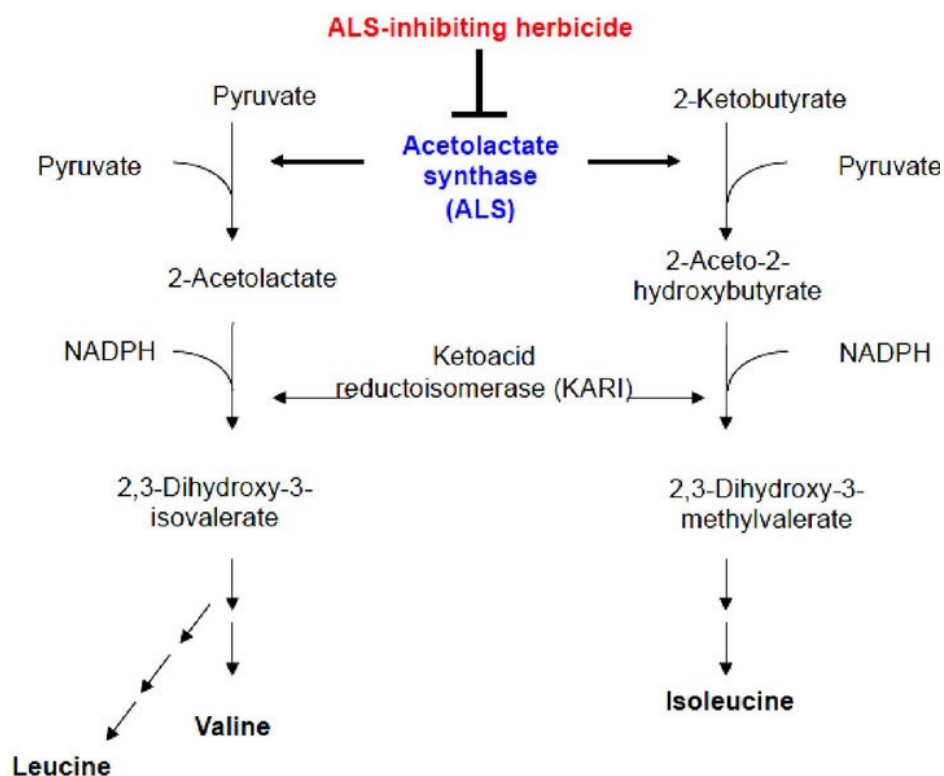 ALS-inhibiting herbicide
Pyruvate
2-Ketobutyrate
Pyruvate
Acetolactate
synthase
(ALS)
Pyruvate
2-Acetolactate
2-Aceto-2-
hydroxybutyrate
NADPH
Ketoacid
reductoisomerase (KARI)
NADPH
2,3-Dihydroxy-3-
isovalerate
2,3-Dihydroxy-3-
methylvalerate
Isoleucine
Valine
Leucine